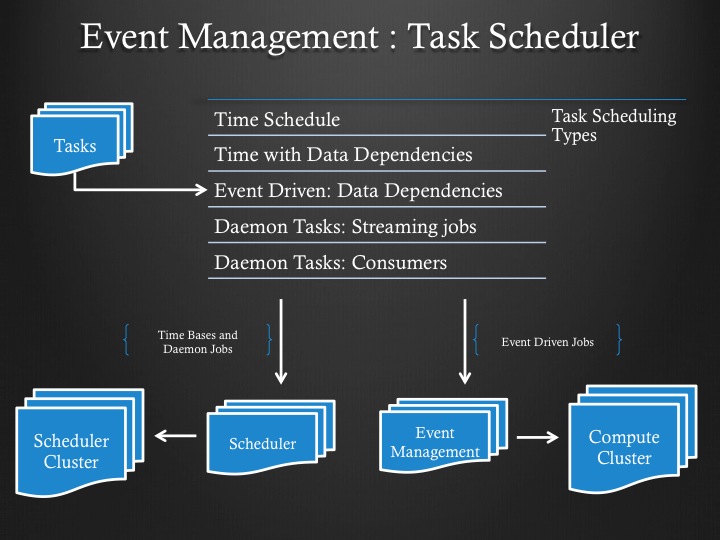 Event Management : Task Scheduler
Tasks
Time Schedule
Time with Data Dependencies
Event Driven: Data Dependencies
Daemon Tasks: Streaming jobs
Daemon Tasks: Consumers
Task Scheduling
Types
Time Bases and
Daemon Jobs
Event Driven Jobs
Scheduler
Cluster
Scheduler
Event
Management
Compute
Cluster